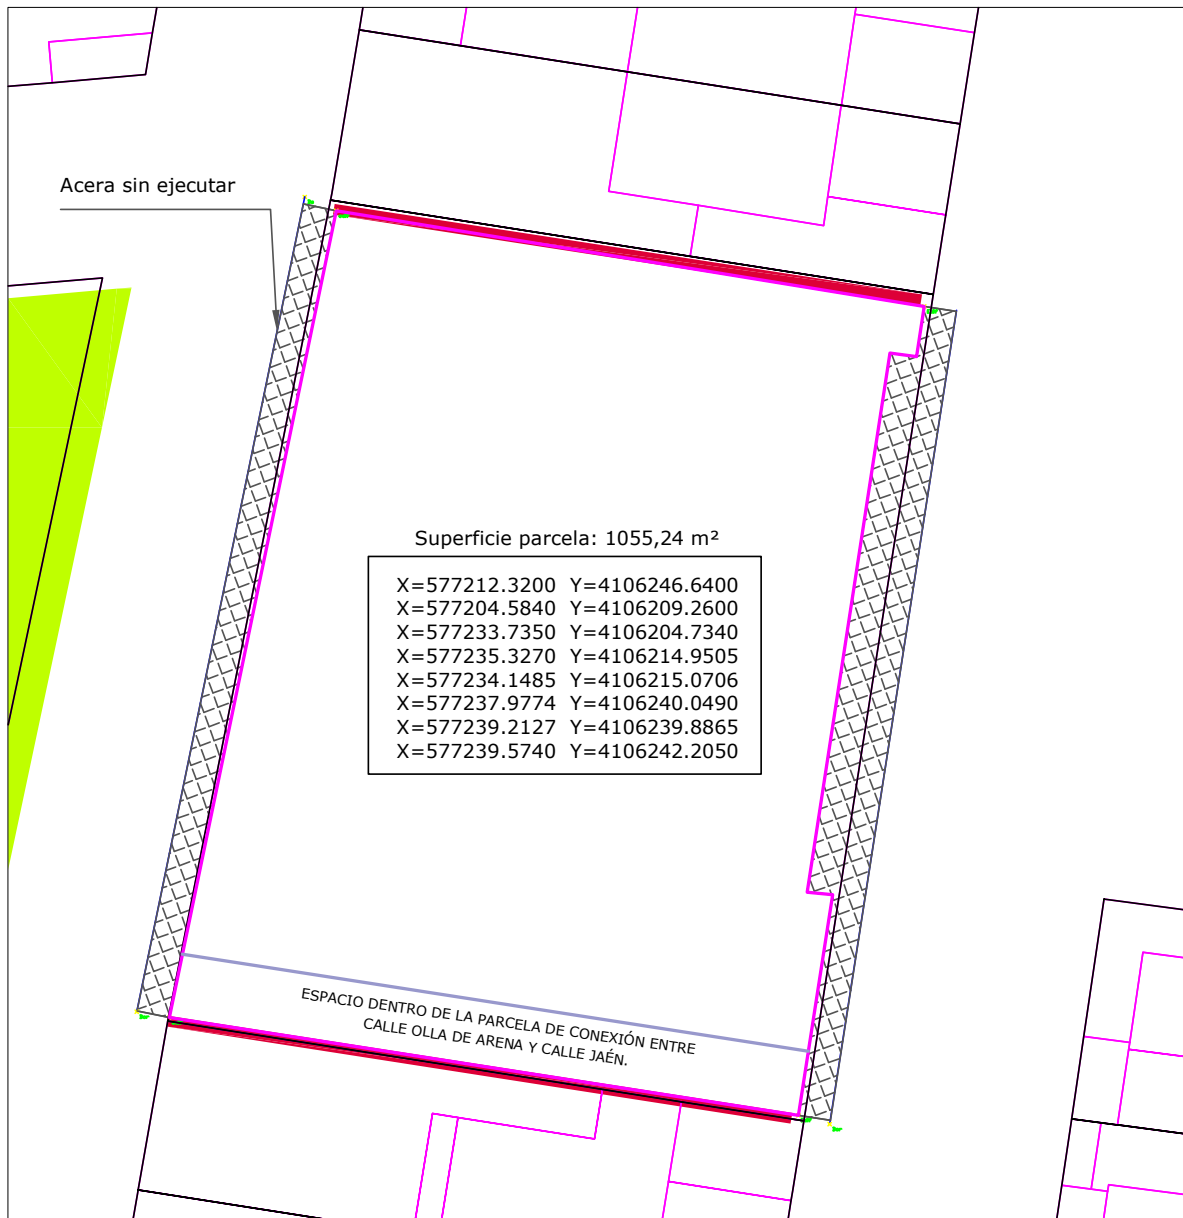 Acera sin ejecutar
Superficie parcela: 1055,24 m²
X=577212.3200 Y=4106246.6400
X=577204.5840 Y=4106209.2600
X=577233.7350 Y=4106204.7340
X=577235.3270 Y=4106214.9505
X=577234.1485 Y=4106215.0706
X=577237.9774 Y=4106240.0490
X=577239.2127 Y=4106239.8865
X=577239.5740 Y=4106242.2050
ESPACIO DENTRO DE LA PARCELA DE CONEXIÓN ENTRE
CALLE OLLA DE ARENA Y CALLE JAÉN.